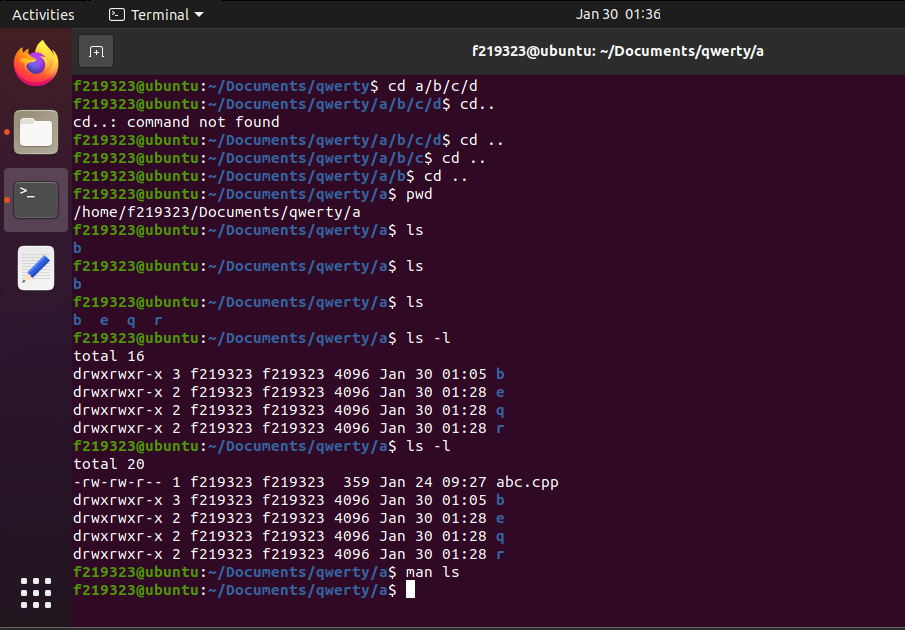 Activities Terminal Jan 30 01:36
f219323@ubuntu: ~/Documents/qwerty/a
f219323@ubuntu:~/Documents/qwerty$ cd a/b/c/d
f219323@ubuntu:~/Documents/qwerty/a/b/c/d$ cd..
cd..: command not found
f219323@ubuntu:~/Documents/qwerty/a/b/c/d$ cd ..
f219323@ubuntu:~/Documents/qwerty/a/b/c$ cd ..
f219323@ubuntu:~/Documents/qwerty/a/b$ cd ..
f219323@ubuntu:~/Documents/qwerty/a$ pwd
/home/f219323/Documents/qwerty/a
f219323@ubuntu:~/Documents/qwerty/a$ ls
b
f219323@ubuntu:~/Documents/qwerty/a$ ls
b
f219323@ubuntu:~/Documents/qwerty/a$ ls
b  e  q  r
f219323@ubuntu:~/Documents/qwerty/a$ ls -l
total 16
drwxrwxr-x 3 f219323 f219323 4096 Jan 30 01:05 b
drwxrwxr-x 2 f219323 f219323 4096 Jan 30 01:28 e
drwxrwxr-x 2 f219323 f219323 4096 Jan 30 01:28 q
drwxrwxr-x 2 f219323 f219323 4096 Jan 30 01:28 r
f219323@ubuntu:~/Documents/qwerty/a$ ls -l
total 20
-rw-rw-r-- 1 f219323 f219323  359 Jan 24 09:27 abc.cpp
drwxrwxr-x 3 f219323 f219323 4096 Jan 30 01:05 b
drwxrwxr-x 2 f219323 f219323 4096 Jan 30 01:28 e
drwxrwxr-x 2 f219323 f219323 4096 Jan 30 01:28 q
drwxrwxr-x 2 f219323 f219323 4096 Jan 30 01:28 r
f219323@ubuntu:~/Documents/qwerty/a$ man ls
f219323@ubuntu:~/Documents/qwerty/a$